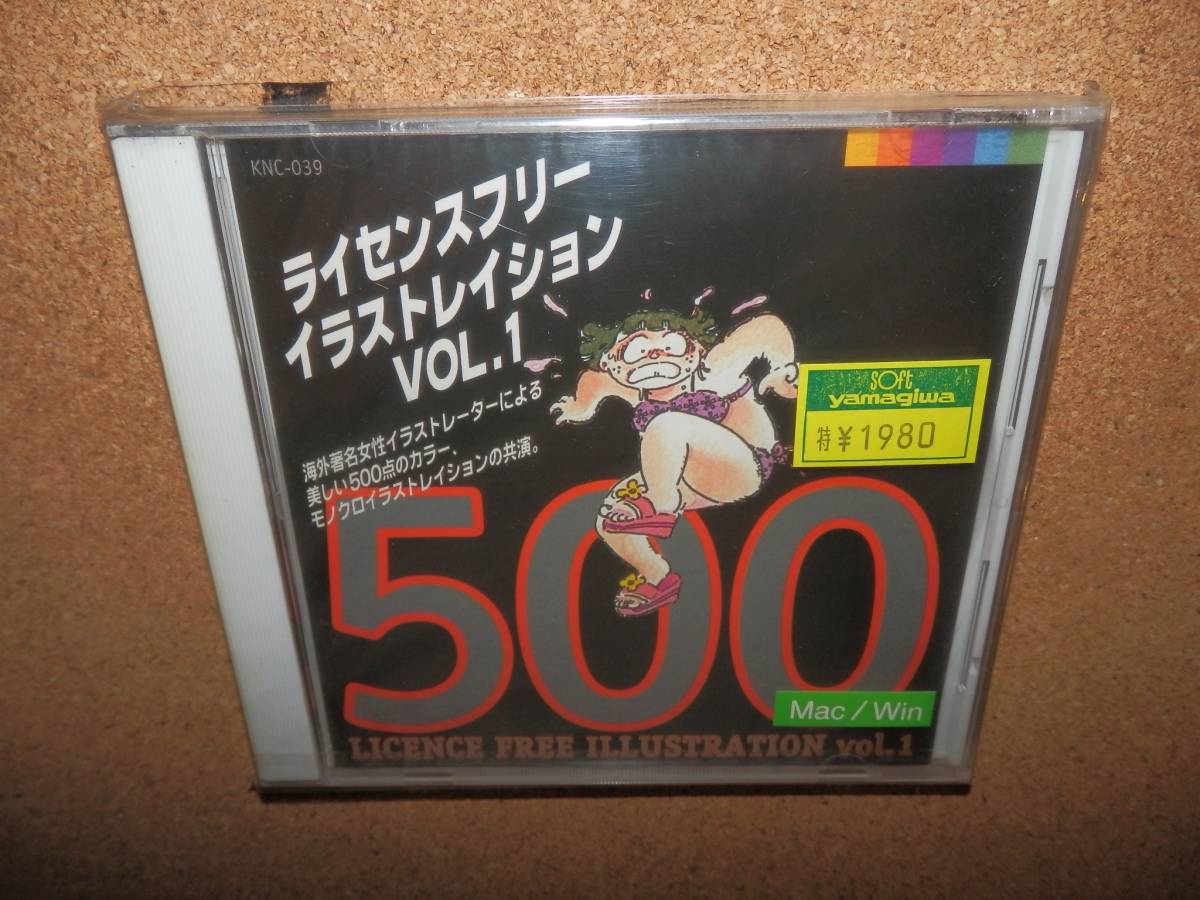 KNC-039
ライセンスフリー
イラストレイション
VOL.1
海外著名女性イラストレーターによる
美しい500点のカラー、
モノクロイラストレイションの共演。
soft
yamagiwa
特¥1980
500
Mac/Win
LICENCE FREE ILLUSTRATION vol.1